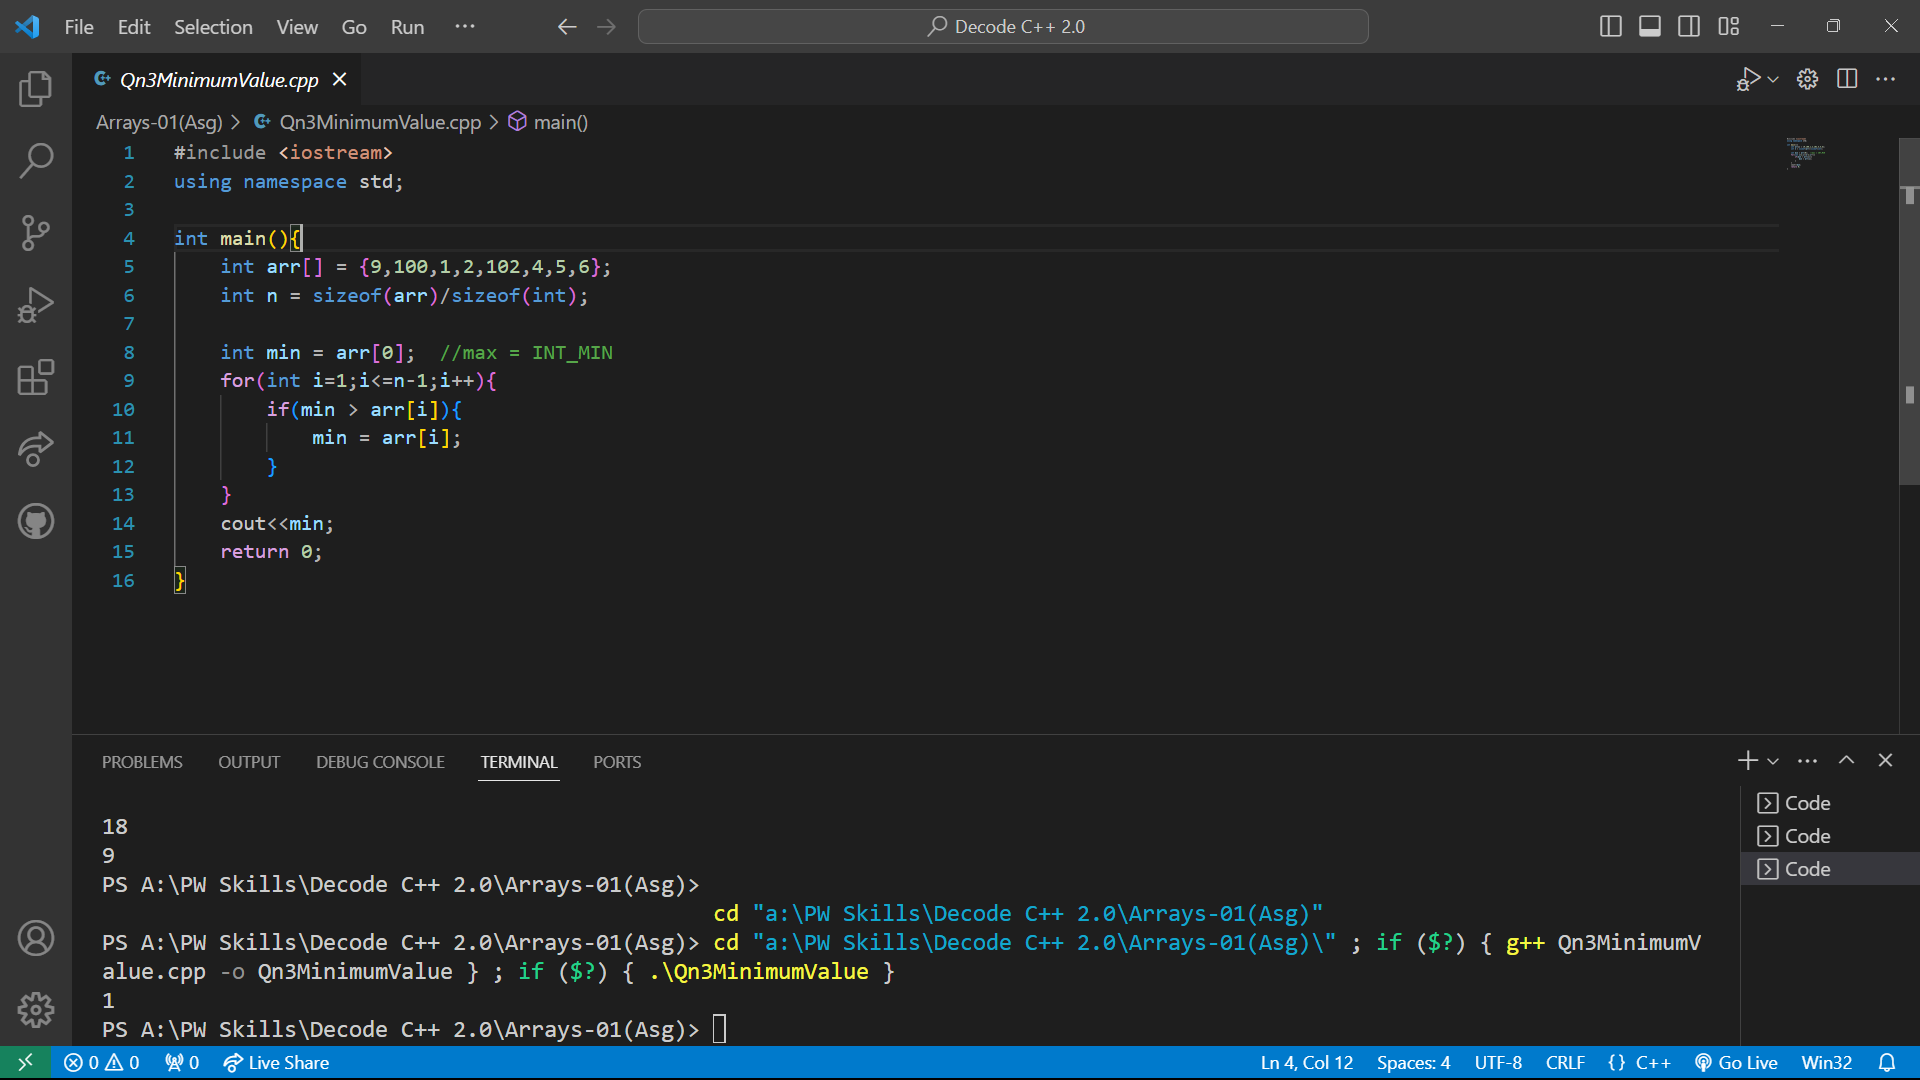 File Edit Selection View Go Run ···
Decode C++ 2.0
Qn3MinimumValue.cpp
Arrays-01(Asg) > Qn3MinimumValue.cpp > main()
1 #include <iostream>
2 using namespace std;
3
4 int main(){
5 int arr[] = {9,100,1,2,102,4,5,6};
6 int n = sizeof(arr)/sizeof(int);
7
8 int min = arr[0];  //max = INT_MIN
9 for(int i=1;i<=n-1;i++){
10 if(min > arr[i]){
11 min = arr[i];
12 }
13 }
14 cout<<min;
15 return 0;
16 }
PROBLEMS OUTPUT DEBUG CONSOLE TERMINAL PORTS
18
9
PS A:\PW Skills\Decode C++ 2.0\Arrays-01(Asg)>
cd "a:\PW Skills\Decode C++ 2.0\Arrays-01(Asg)"
PS A:\PW Skills\Decode C++ 2.0\Arrays-01(Asg)> cd "a:\PW Skills\Decode C++ 2.0\Arrays-01(Asg)\" ; if ($?) { g++ Qn3MinimumV
alue.cpp -o Qn3MinimumValue } ; if ($?) { .\Qn3MinimumValue }
1
PS A:\PW Skills\Decode C++ 2.0\Arrays-01(Asg)>
Code
Code
Code
0 0 0 Live Share Ln 4, Col 12 Spaces: 4 UTF-8 CRLF {} C++ Go Live Win32